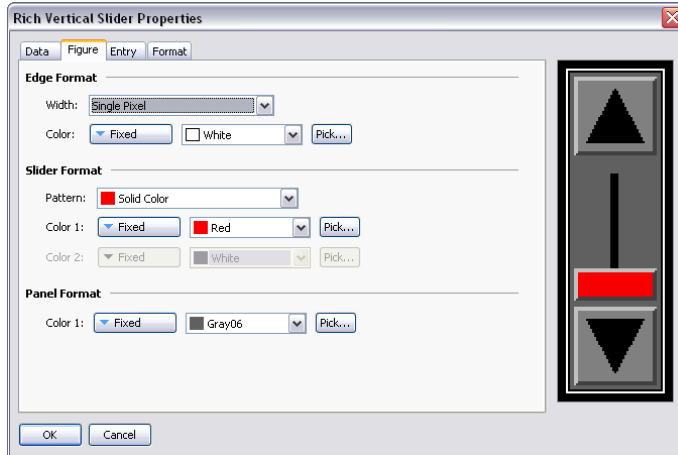 Rich Vertical Slider Properties
Data Figure Entry Format
Edge Format
Width: Single Pixel
Color: Fixed White Pick...
Slider Format
Pattern: Solid Color
Color 1: Fixed Red Pick...
Color 2: Fixed White Pick...
Panel Format
Color 1: Fixed Gray06 Pick...
OK Cancel